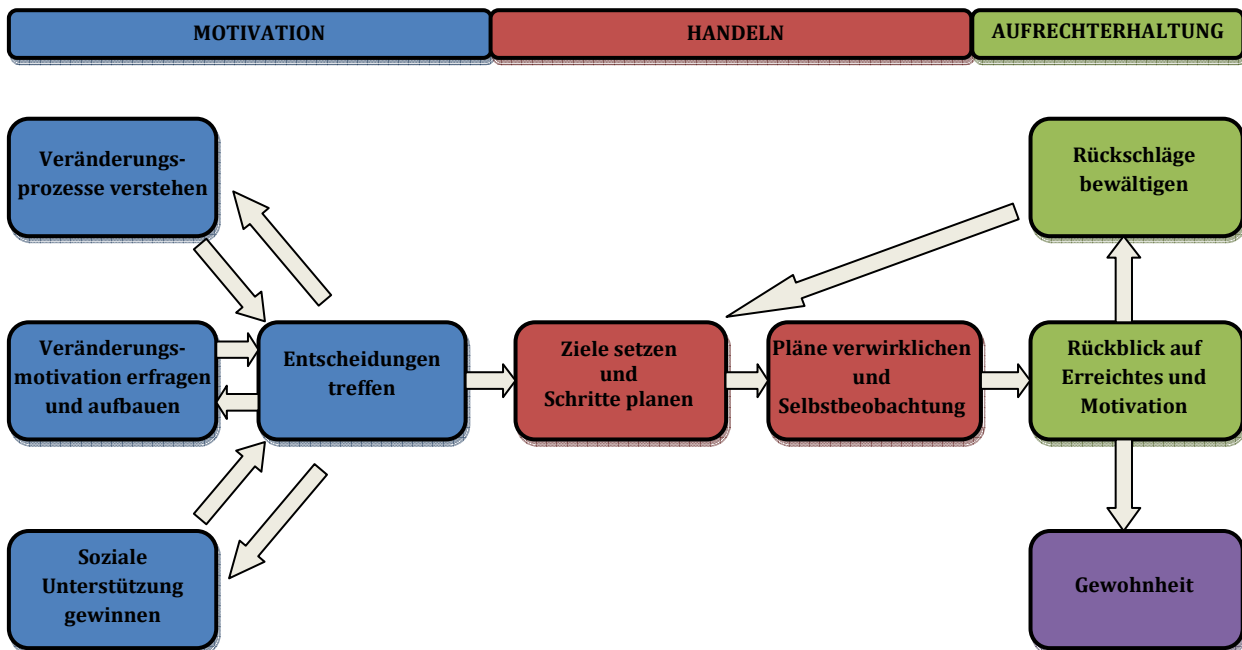 MOTIVATION
HANDELN
AUFRECHTERHALTUNG
Veränderungs-
prozesse verstehen
Rückschläge
bewältigen
Veränderungs-
motivation erfragen
und aufbauen
Entscheidungen
treffen
Ziele setzen
und
Schritte planen
Pläne verwirklichen
und
Selbstbeobachtung
Rückblick auf
Erreichtes und
Motivation
Soziale
Unterstützung
gewinnen
Gewohnheit